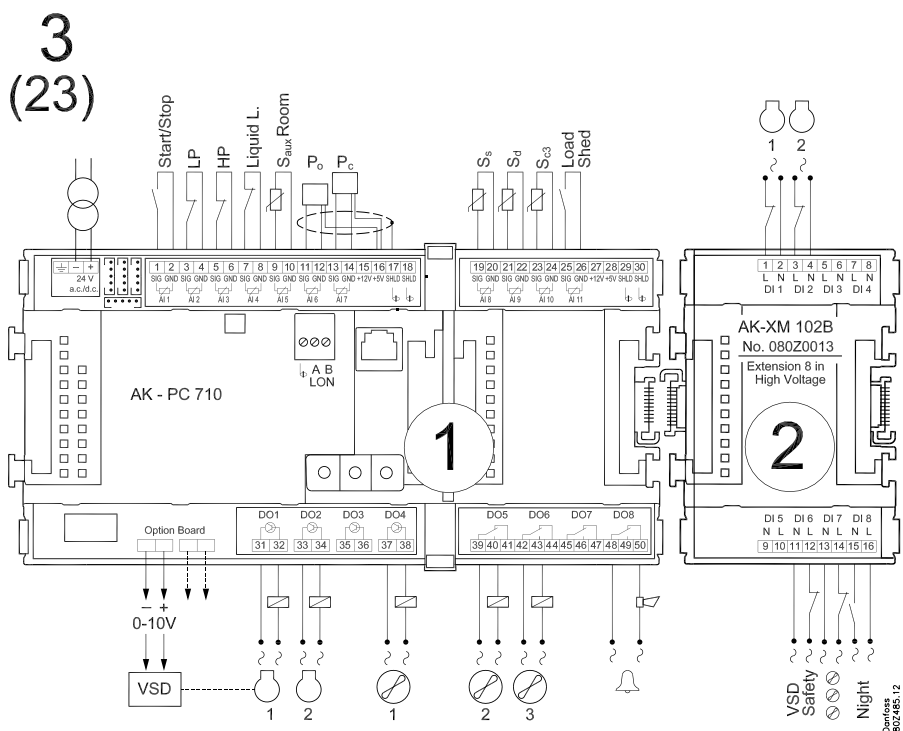 3
(23)
Start/Stop
LP
HP
Liquid L.
Saux Room
Po
Pc
Ss
Sd
Sc3
Load
Shed
1 2
– +
24 V
a.c./d.c.
1 2 3 4 5 6 7 8 9 10 11 12 13 14 15 16 17 18
SIG GND SIG GND SIG GND SIG GND SIG GND SIG GND SIG GND +12V +5V SHLD SHLD
AI 1 AI 2 AI 3 AI 4 AI 5 AI 6 AI 7
19 20 21 22 23 24 25 26 27 28 29 30
SIG GND SIG GND SIG GND SIG GND +12V +5V SHLD SHLD
AI 8 AI 9 AI 10 AI 11
1 2 3 4 5 6 7 8
L N L N L N L N
DI 1 DI 2 DI 3 DI 4
AK - PC 710
A B
LON
1
AK-XM 102B
No. 080Z0013
Extension 8 in
High Voltage
2
Option Board
DO1 DO2 DO3 DO4
31 32 33 34 35 36 37 38
DO5 DO6 DO7 DO8
39 40 41 42 43 44 45 46 47 48 49 50
DI 5 DI 6 DI 7 DI 8
N L N L N L N L
9 10 11 12 13 14 15 16
– +
0-10V
VSD
1 2 1 2 3
VSD
Safety
Night
Danfoss
80Z485.12